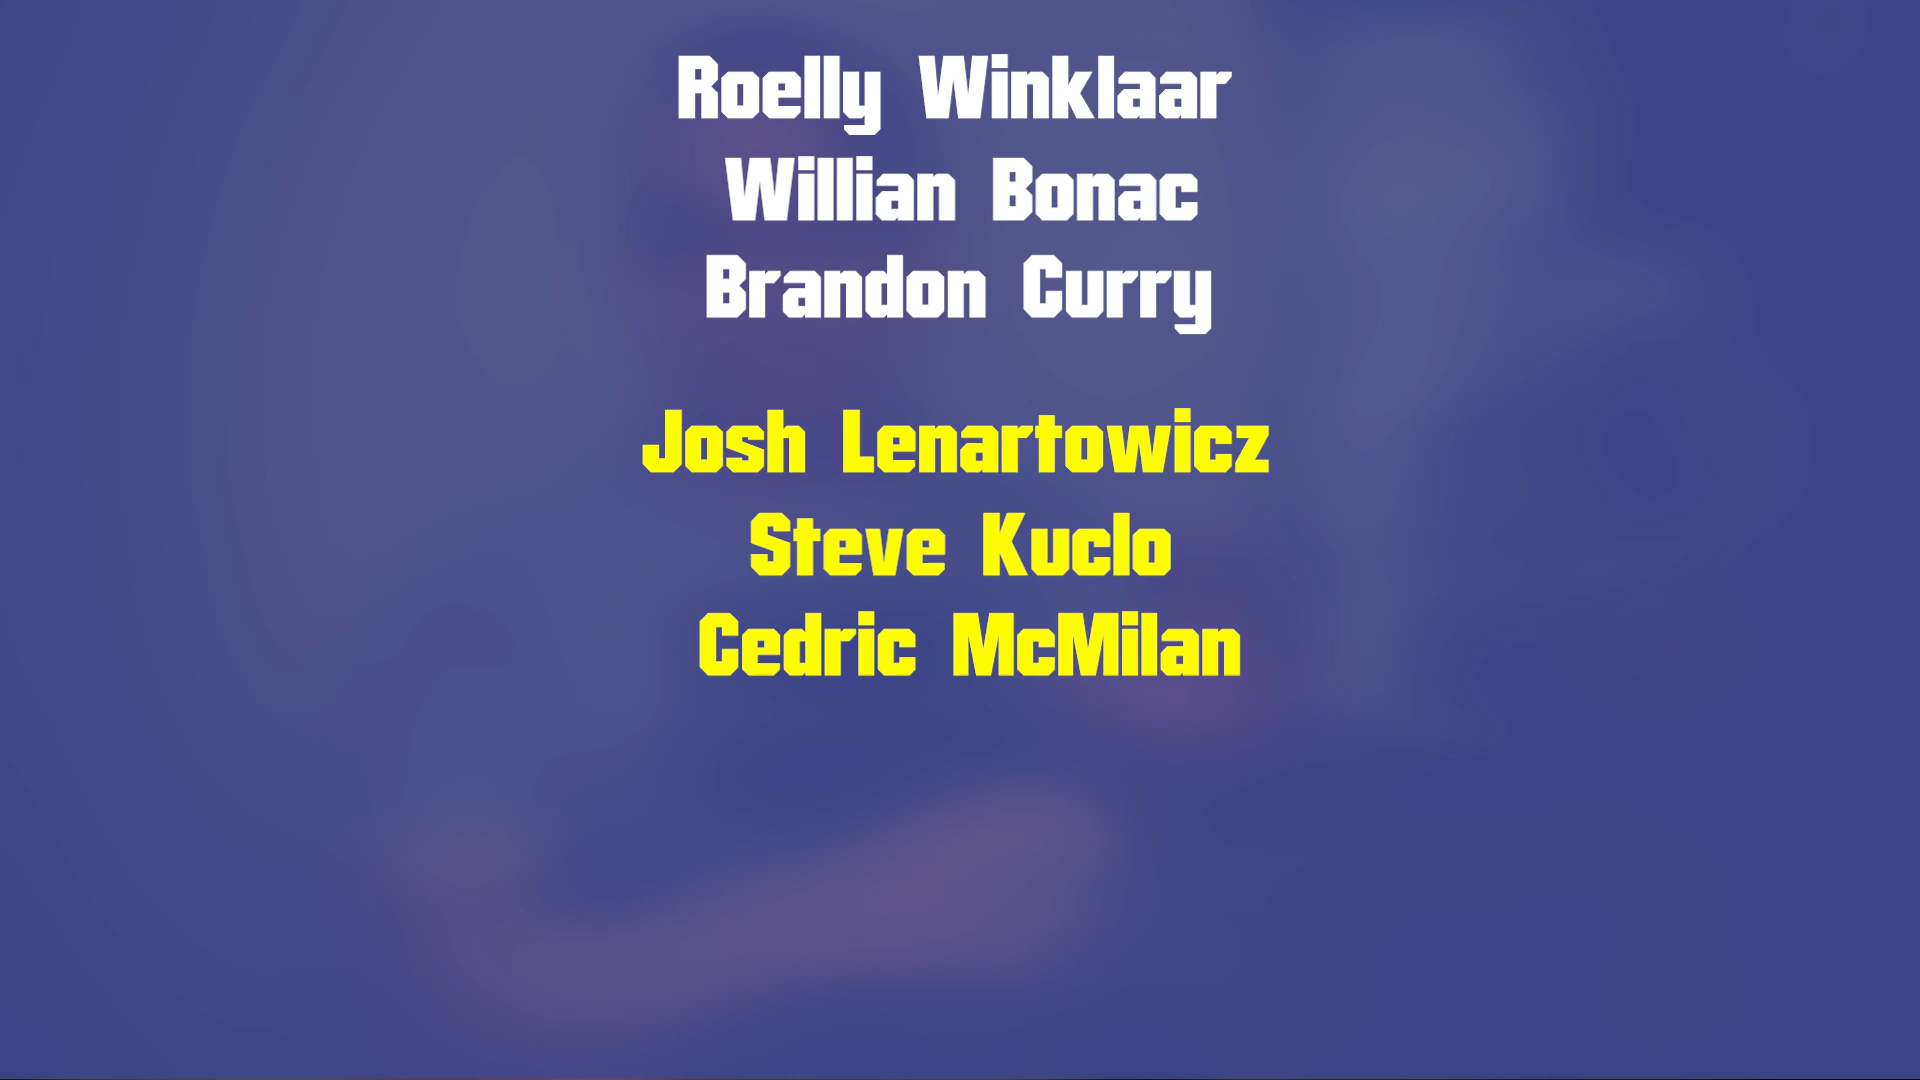 Roelly Winklaar
Willian Bonac
Brandon Curry
Josh Lenartowicz
Steve Kuclo
Cedric McMilan